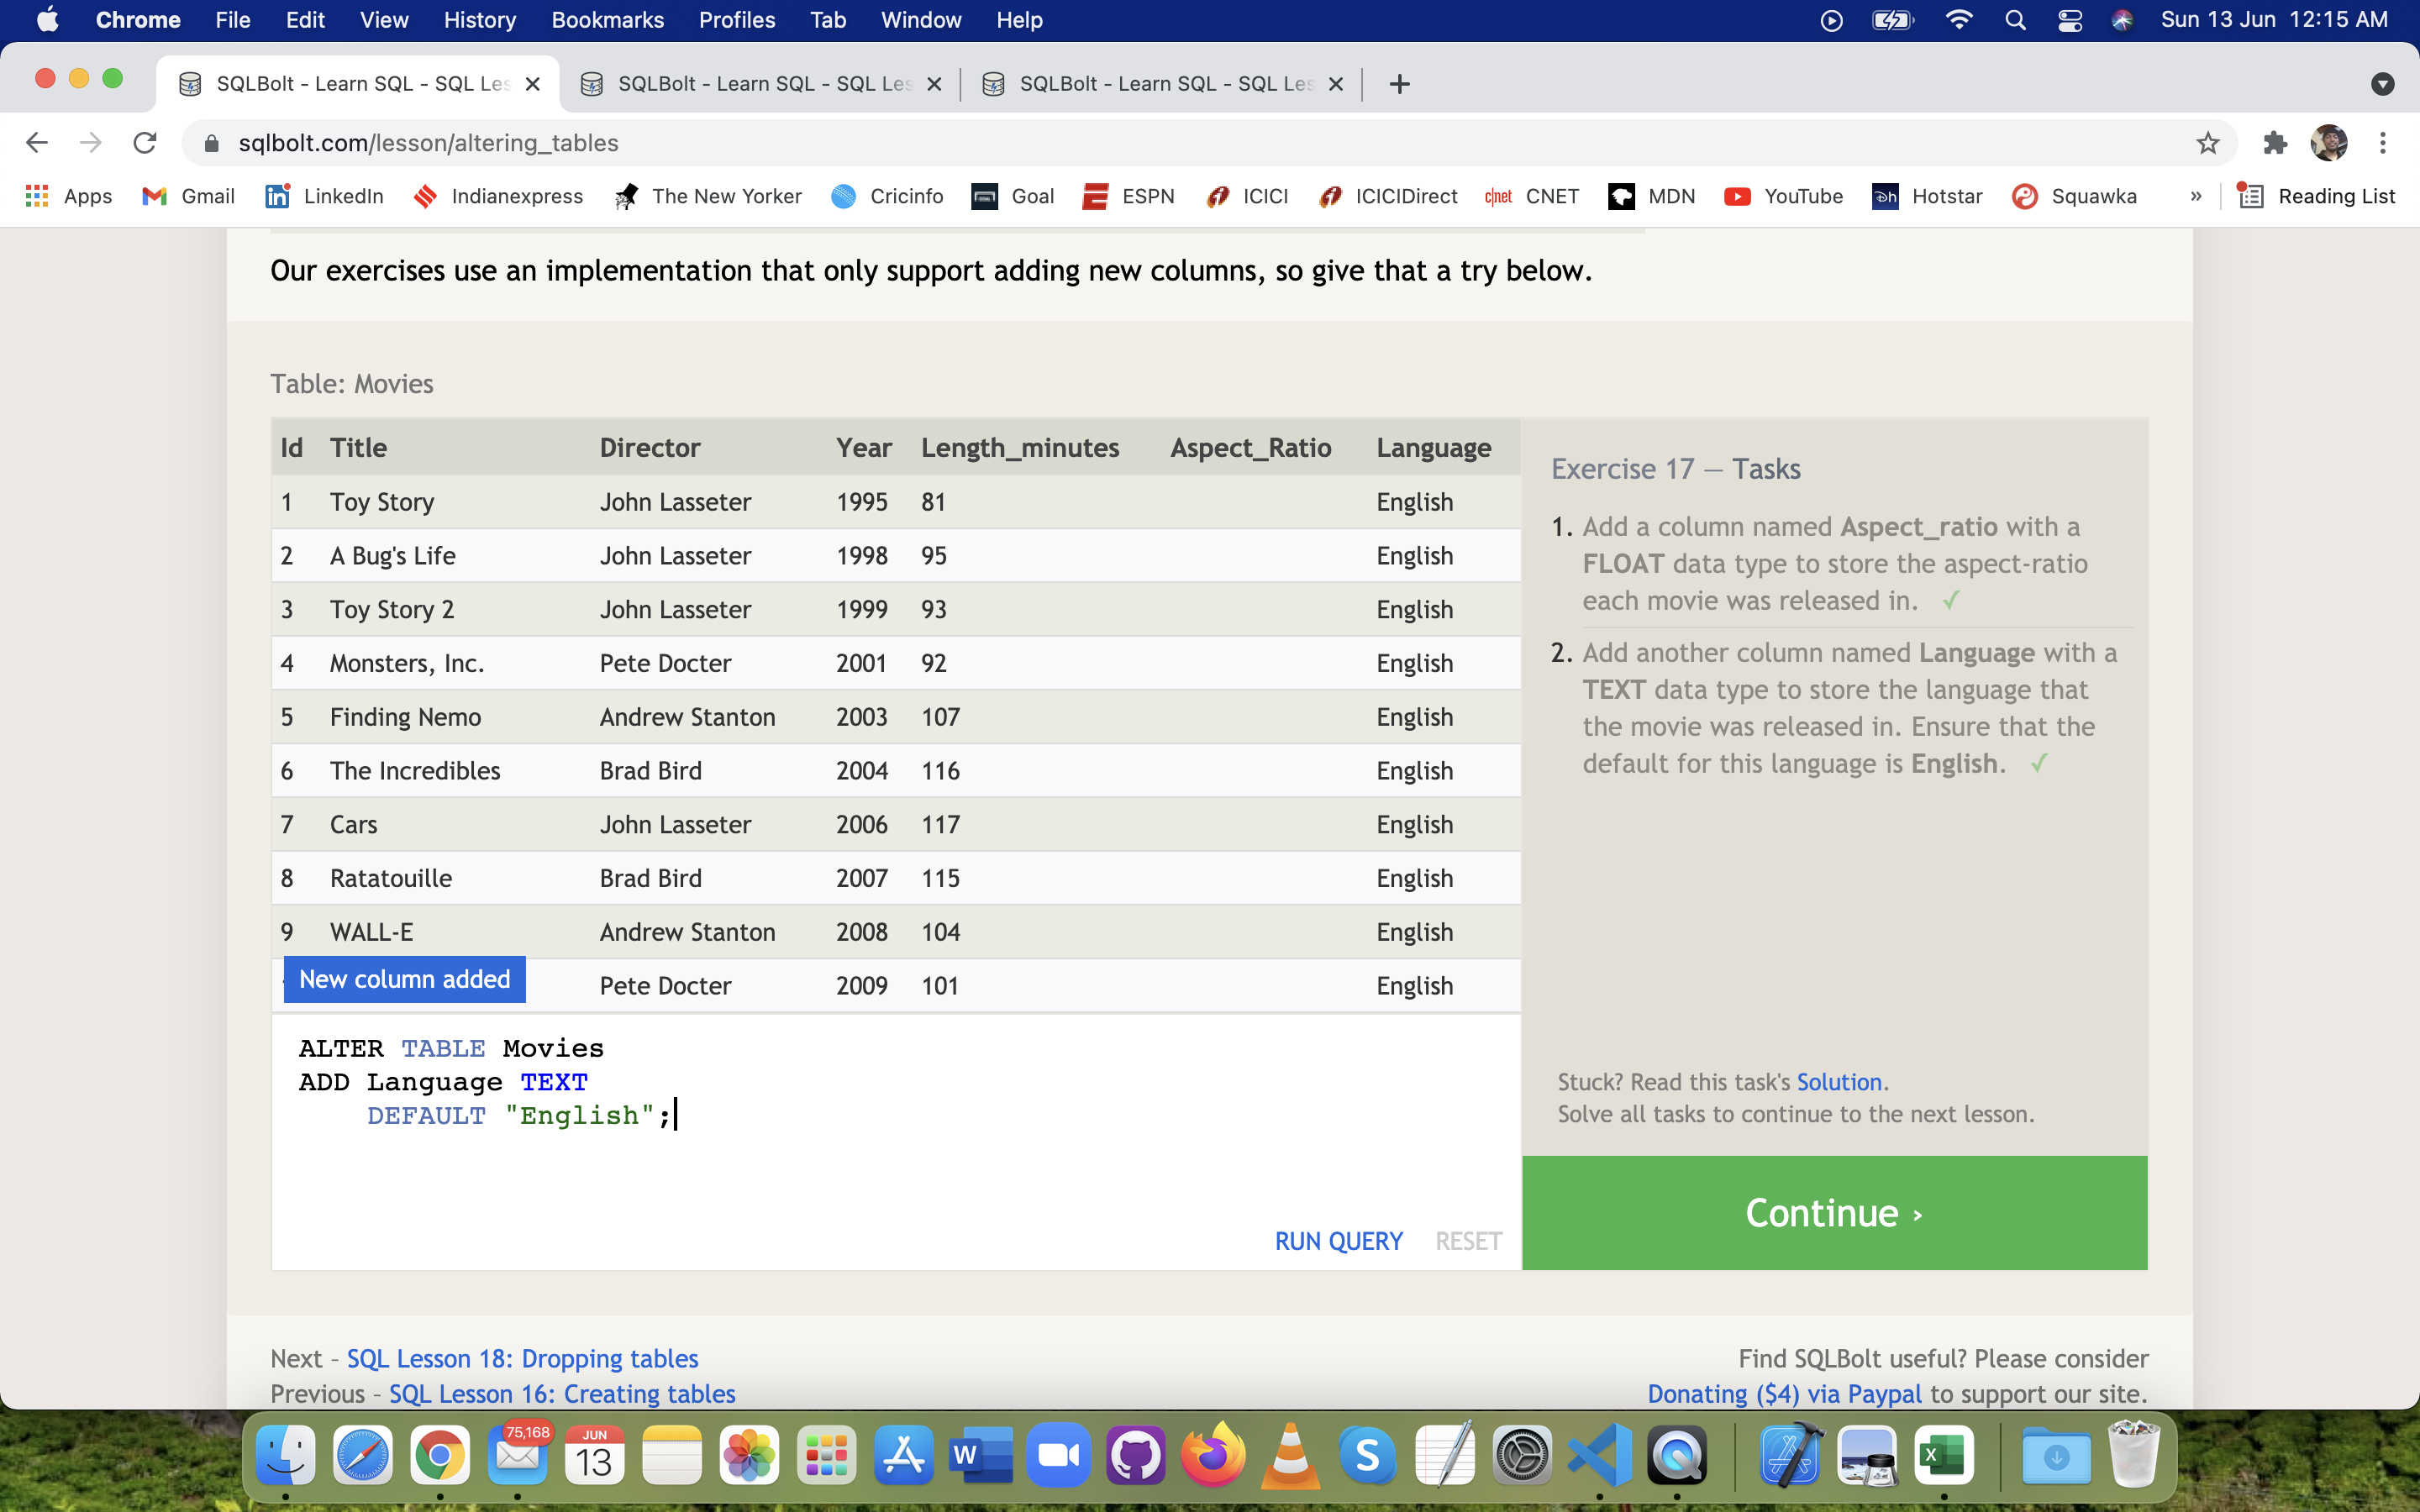 Chrome File Edit View History Bookmarks Profiles Tab Window Help Sun 13 Jun 12:15 AM
SQLBolt - Learn SQL - SQL Les SQLBolt - Learn SQL - SQL Les SQLBolt - Learn SQL - SQL Les
sqlbolt.com/lesson/altering_tables
Apps Gmail LinkedIn Indianexpress The New Yorker Cricinfo Goal ESPN ICICI ICICIDirect CNET MDN YouTube Hotstar Squawka » Reading List
Our exercises use an implementation that only support adding new columns, so give that a try below.
Table: Movies
Id Title Director Year Length_minutes Aspect_Ratio Language
1 Toy Story John Lasseter 1995 81 English
2 A Bug's Life John Lasseter 1998 95 English
3 Toy Story 2 John Lasseter 1999 93 English
4 Monsters, Inc. Pete Docter 2001 92 English
5 Finding Nemo Andrew Stanton 2003 107 English
6 The Incredibles Brad Bird 2004 116 English
7 Cars John Lasseter 2006 117 English
8 Ratatouille Brad Bird 2007 115 English
9 WALL-E Andrew Stanton 2008 104 English
New column added Pete Docter 2009 101 English
ALTER TABLE Movies
ADD Language TEXT
DEFAULT "English";
RUN QUERY RESET
Exercise 17 — Tasks
1. Add a column named Aspect_ratio with a
FLOAT data type to store the aspect-ratio
each movie was released in. ✓
2. Add another column named Language with a
TEXT data type to store the language that
the movie was released in. Ensure that the
default for this language is English. ✓
Stuck? Read this task's Solution.
Solve all tasks to continue to the next lesson.
Continue ›
Next – SQL Lesson 18: Dropping tables
Previous – SQL Lesson 16: Creating tables
Find SQLBolt useful? Please consider
Donating ($4) via Paypal to support our site.
75,168
JUN
13